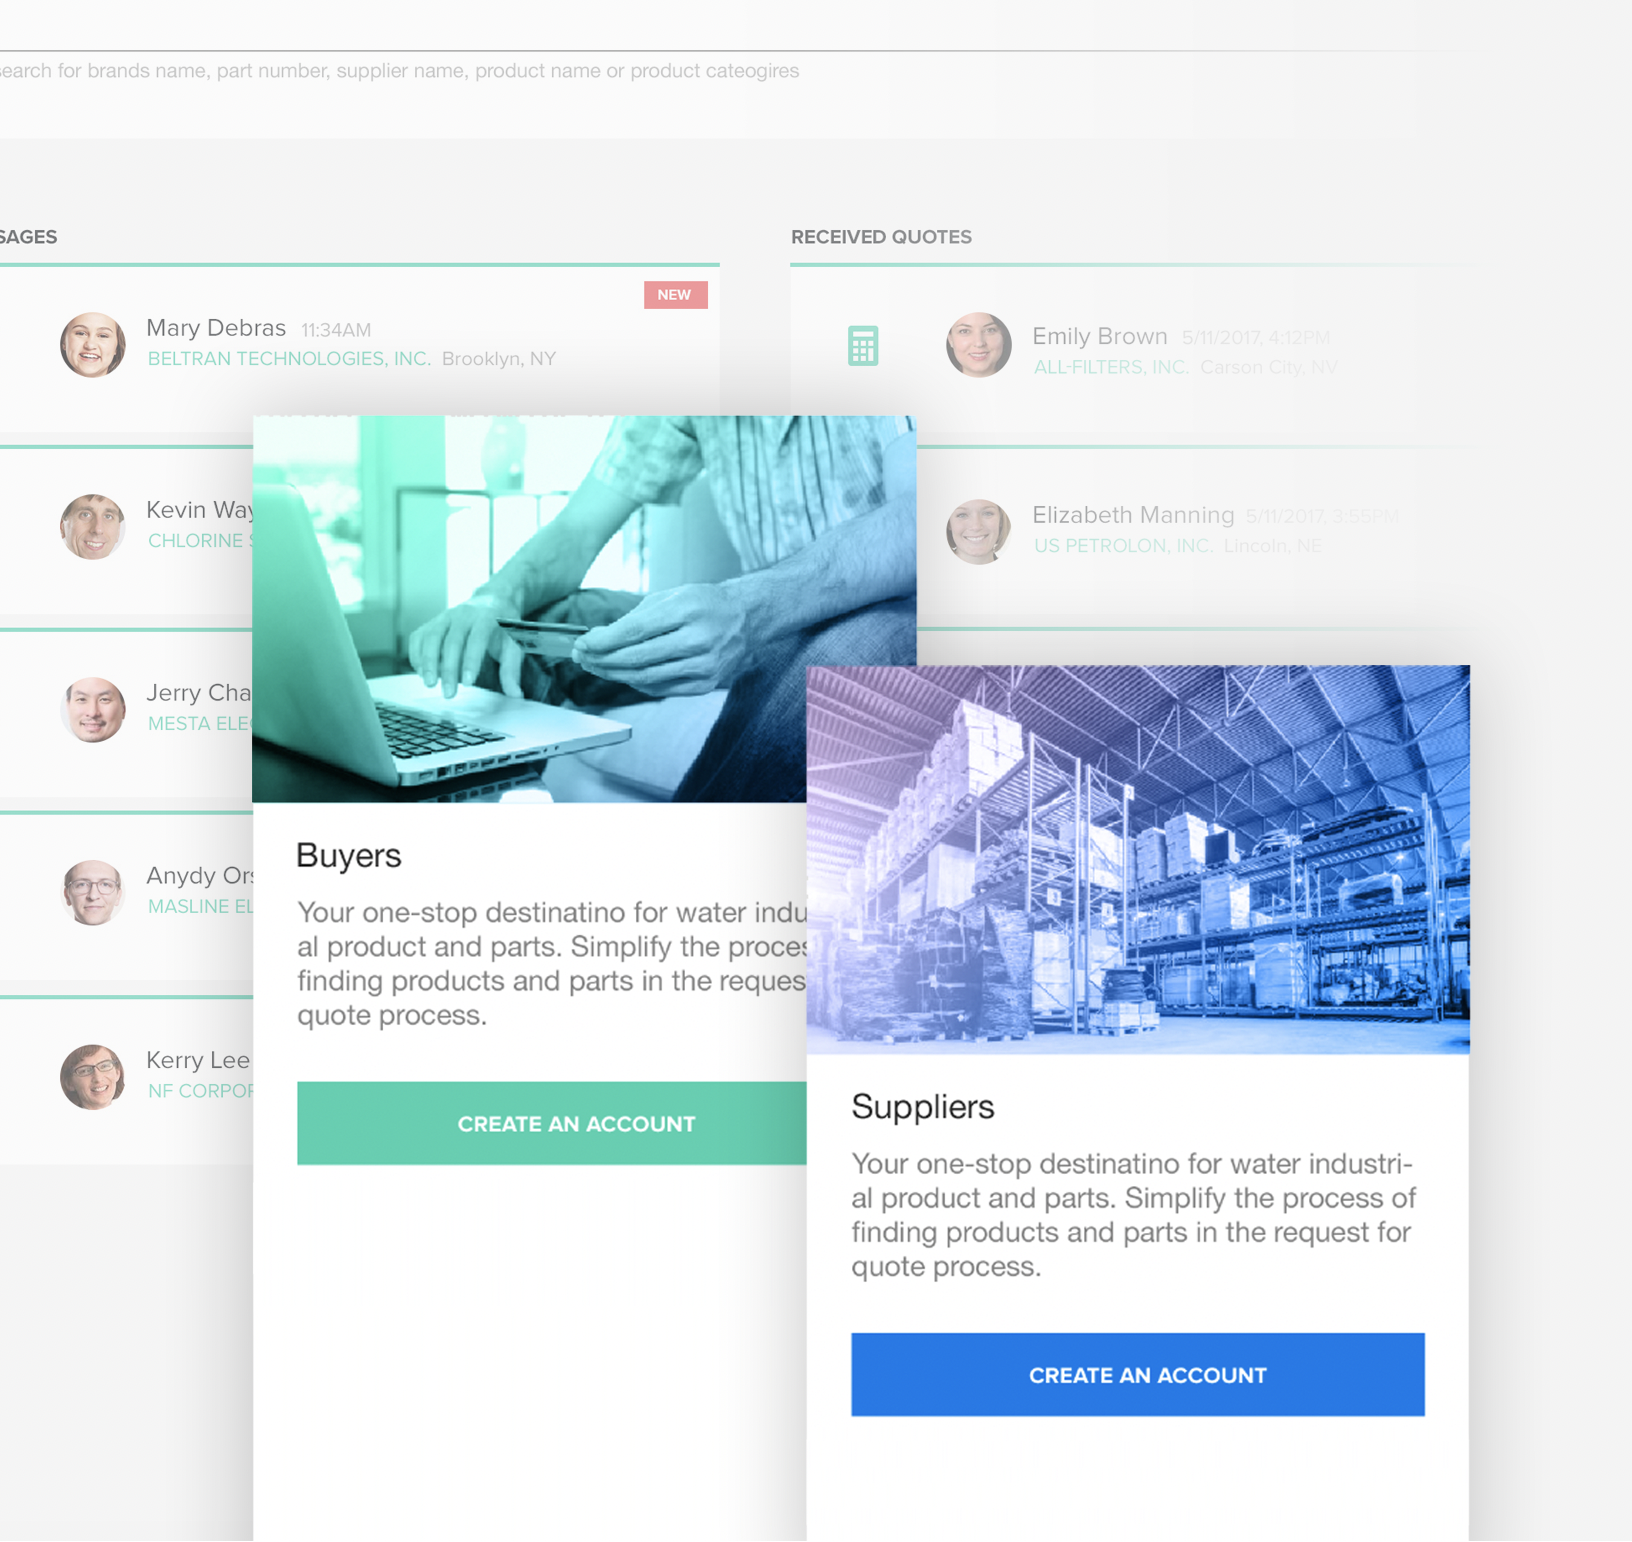 search for brands name, part number, supplier name, product name or product cateogires
SAGES
NEW
Mary Debras 11:34AM
BELTRAN TECHNOLOGIES, INC. Brooklyn, NY
Kevin Way
CHLORINE S
Jerry Cha
MESTA ELEC
Anydy Ors
MASLINE EL
Kerry Lee
NF CORPOR
RECEIVED QUOTES
Emily Brown 5/11/2017, 4:12PM
ALL-FILTERS, INC. Carson City, NV
Elizabeth Manning 5/11/2017, 3:55PM
US PETROLON, INC. Lincoln, NE
Buyers
Your one-stop destinatino for water indu
al product and parts. Simplify the proces
finding products and parts in the reques
quote process.
CREATE AN ACCOUNT
Suppliers
Your one-stop destinatino for water industri-
al product and parts. Simplify the process of
finding products and parts in the request for
quote process.
CREATE AN ACCOUNT